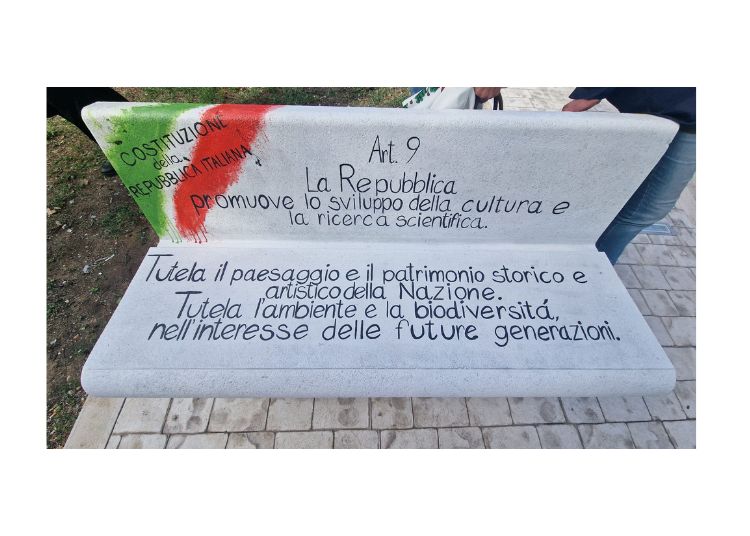 COSTITUZIONE
della
REPUBBLICA ITALIANA
Art. 9
La Repubblica
promuove lo sviluppo della cultura e
la ricerca scientifica.
Tutela il paesaggio e il patrimonio storico e
artistico della Nazione.
Tutela l'ambiente e la biodiversitá,
nell'interesse delle future generazioni.